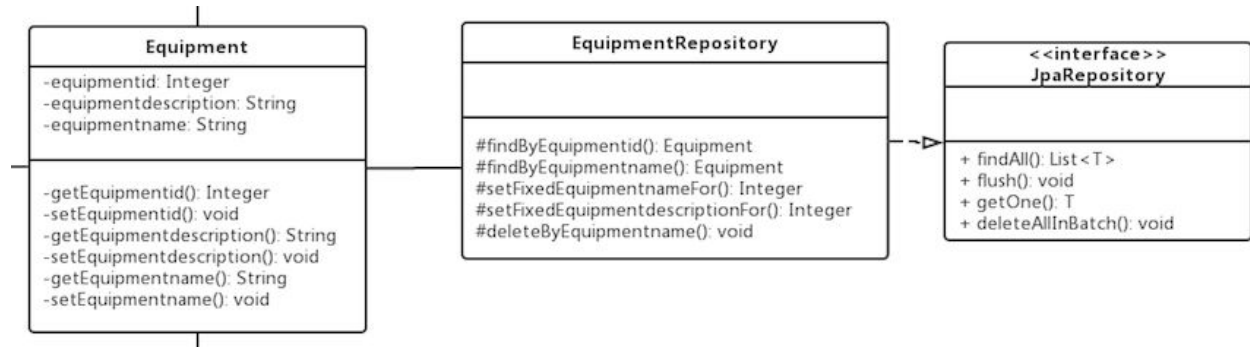 Equipment
-equipmentid: Integer
-equipmentdescription: String
-equipmentname: String
-getEquipmentid(): Integer
-setEquipmentid(): void
-getEquipmentdescription(): String
-setEquipmentdescription(): void
-getEquipmentname(): String
-setEquipmentname(): void
EquipmentRepository
#findByEquipmentid(): Equipment
#findByEquipmentname(): Equipment
#setFixedEquipmentnameFor(): Integer
#setFixedEquipmentdescriptionFor(): Integer
#deleteByEquipmentname(): void
<<interface>>
JpaRepository
+ findAll(): List<T>
+ flush(): void
+ getOne(): T
+ deleteAllInBatch(): void